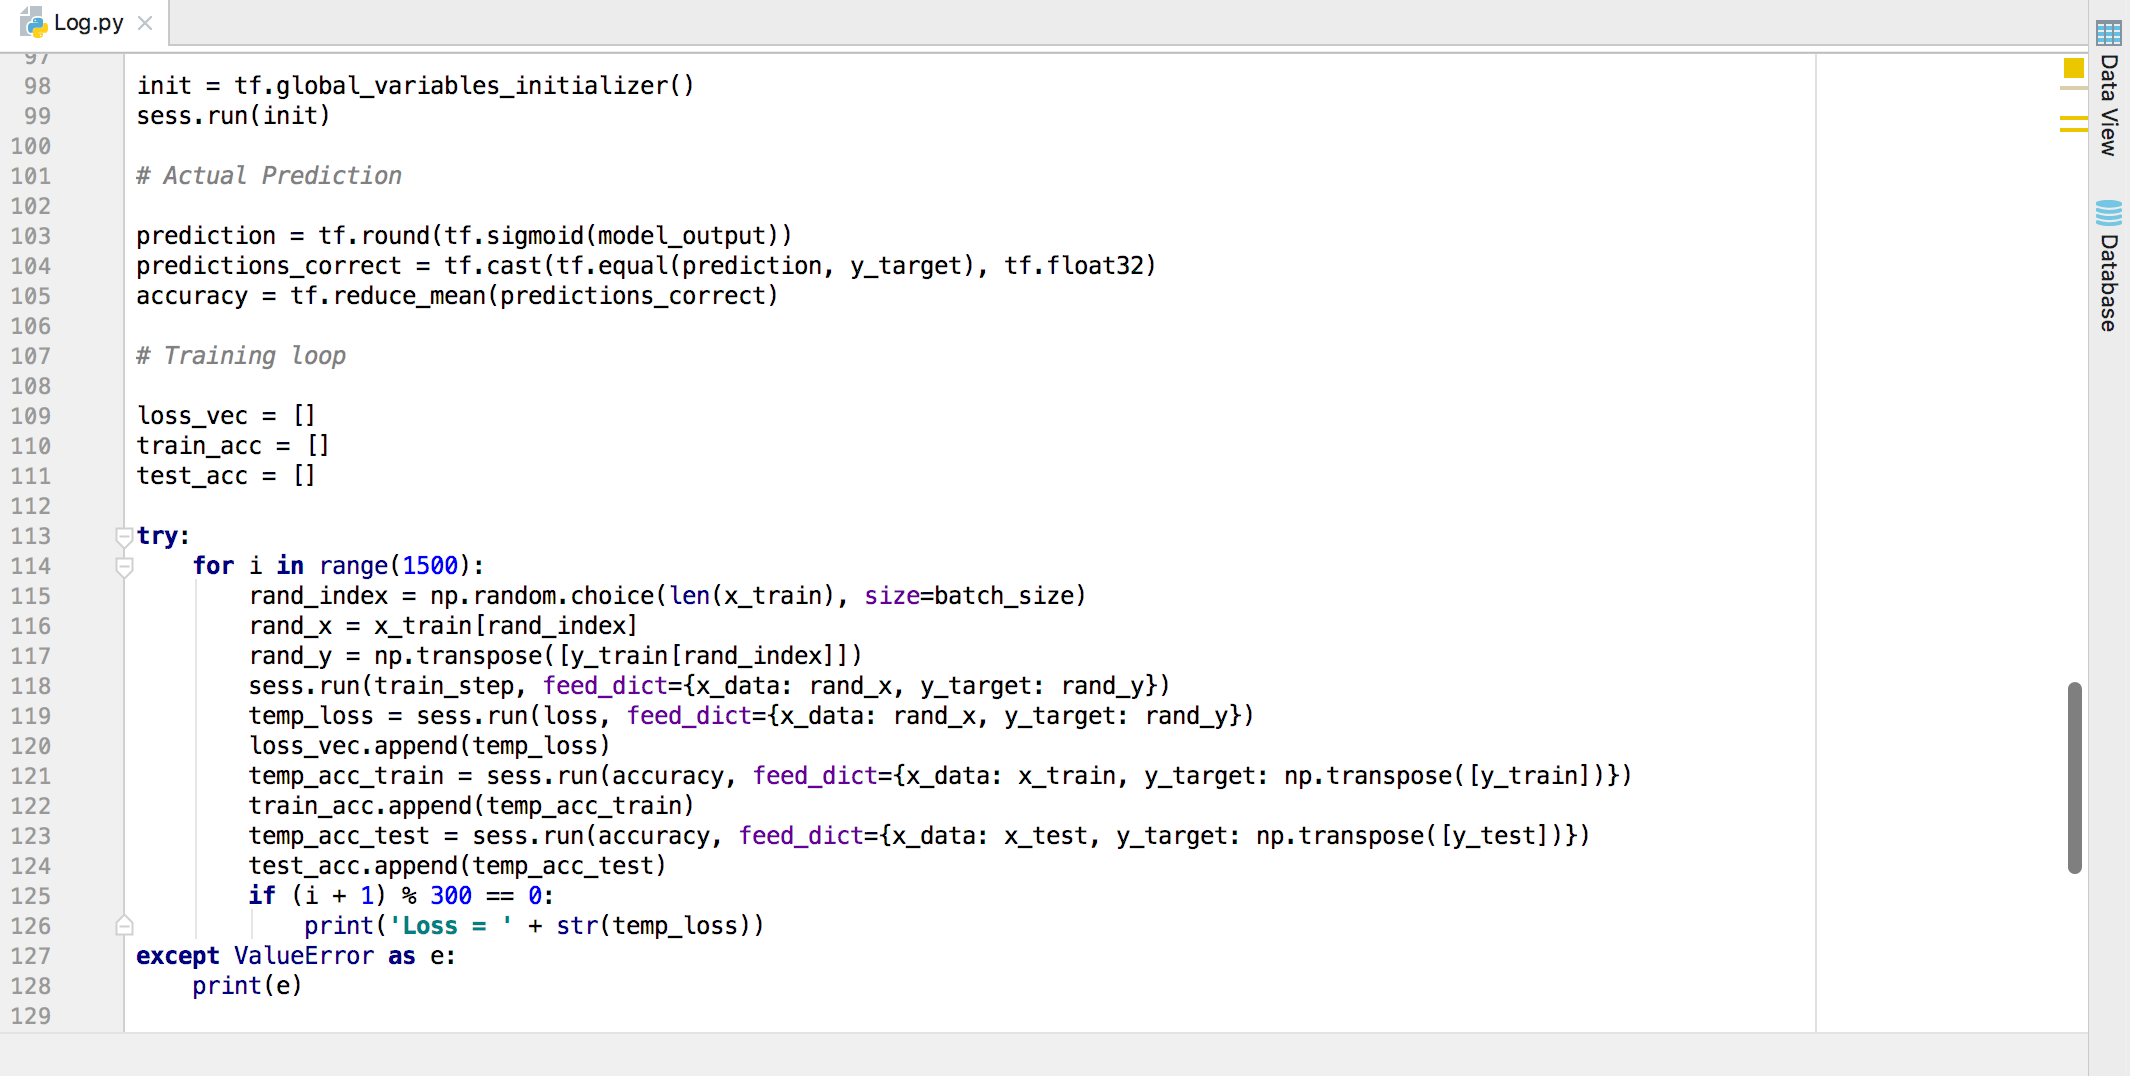 Log.py
97
98 init = tf.global_variables_initializer()
99 sess.run(init)
100
101 # Actual Prediction
102
103 prediction = tf.round(tf.sigmoid(model_output))
104 predictions_correct = tf.cast(tf.equal(prediction, y_target), tf.float32)
105 accuracy = tf.reduce_mean(predictions_correct)
106
107 # Training loop
108
109 loss_vec = []
110 train_acc = []
111 test_acc = []
112
113 try:
114     for i in range(1500):
115         rand_index = np.random.choice(len(x_train), size=batch_size)
116         rand_x = x_train[rand_index]
117         rand_y = np.transpose([y_train[rand_index]])
118         sess.run(train_step, feed_dict={x_data: rand_x, y_target: rand_y})
119         temp_loss = sess.run(loss, feed_dict={x_data: rand_x, y_target: rand_y})
120         loss_vec.append(temp_loss)
121         temp_acc_train = sess.run(accuracy, feed_dict={x_data: x_train, y_target: np.transpose([y_train])})
122         train_acc.append(temp_acc_train)
123         temp_acc_test = sess.run(accuracy, feed_dict={x_data: x_test, y_target: np.transpose([y_test])})
124         test_acc.append(temp_acc_test)
125         if (i + 1) % 300 == 0:
126             print('Loss = ' + str(temp_loss))
127 except ValueError as e:
128     print(e)
129
Data View
Database